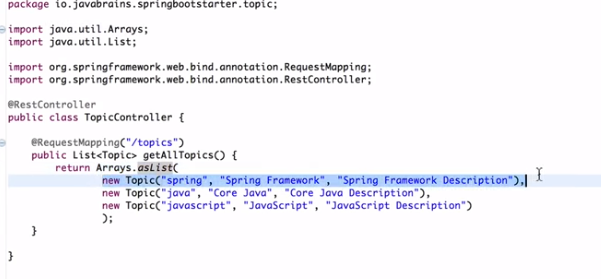 package io.javabrains.springbootstarter.topic;
import java.util.Arrays;
import java.util.List;
import org.springframework.web.bind.annotation.RequestMapping;
import org.springframework.web.bind.annotation.RestController;
@RestController
public class TopicController {
@RequestMapping("/topics")
public List<Topic> getAllTopics() {
return Arrays.asList(
new Topic("spring", "Spring Framework", "Spring Framework Description"),
new Topic("java", "Core Java", "Core Java Description"),
new Topic("javascript", "JavaScript", "JavaScript Description")
);
}
}